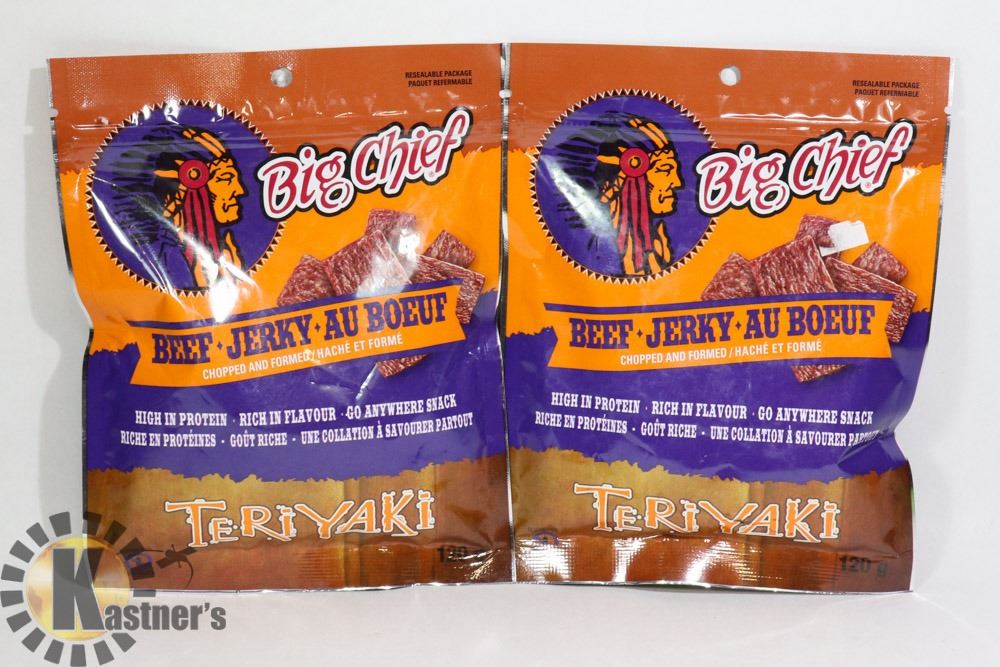 RESEALABLE PACKAGE
PAQUET REFERMABLE
Big Chief
BEEF · JERKY · AU BOEUF
CHOPPED AND FORMED / HACHÉ ET FORMÉ
HIGH IN PROTEIN · RICH IN FLAVOUR · GO ANYWHERE SNACK
RICHE EN PROTÉINES - GOÛT RICHE - UNE COLLATION À SAVOURER PARTOUT
TERIYAKI
RESEALABLE PACKAGE
PAQUET REFERMABLE
Big Chief
BEEF · JERKY · AU BOEUF
CHOPPED AND FORMED / HACHÉ ET FORMÉ
HIGH IN PROTEIN · RICH IN FLAVOUR · GO ANYWHERE SNACK
RICHE EN PROTÉINES - GOÛT RICHE - UNE COLLATION À SAVOURER PARTOUT
TERIYAKI
120 g
Kastner's